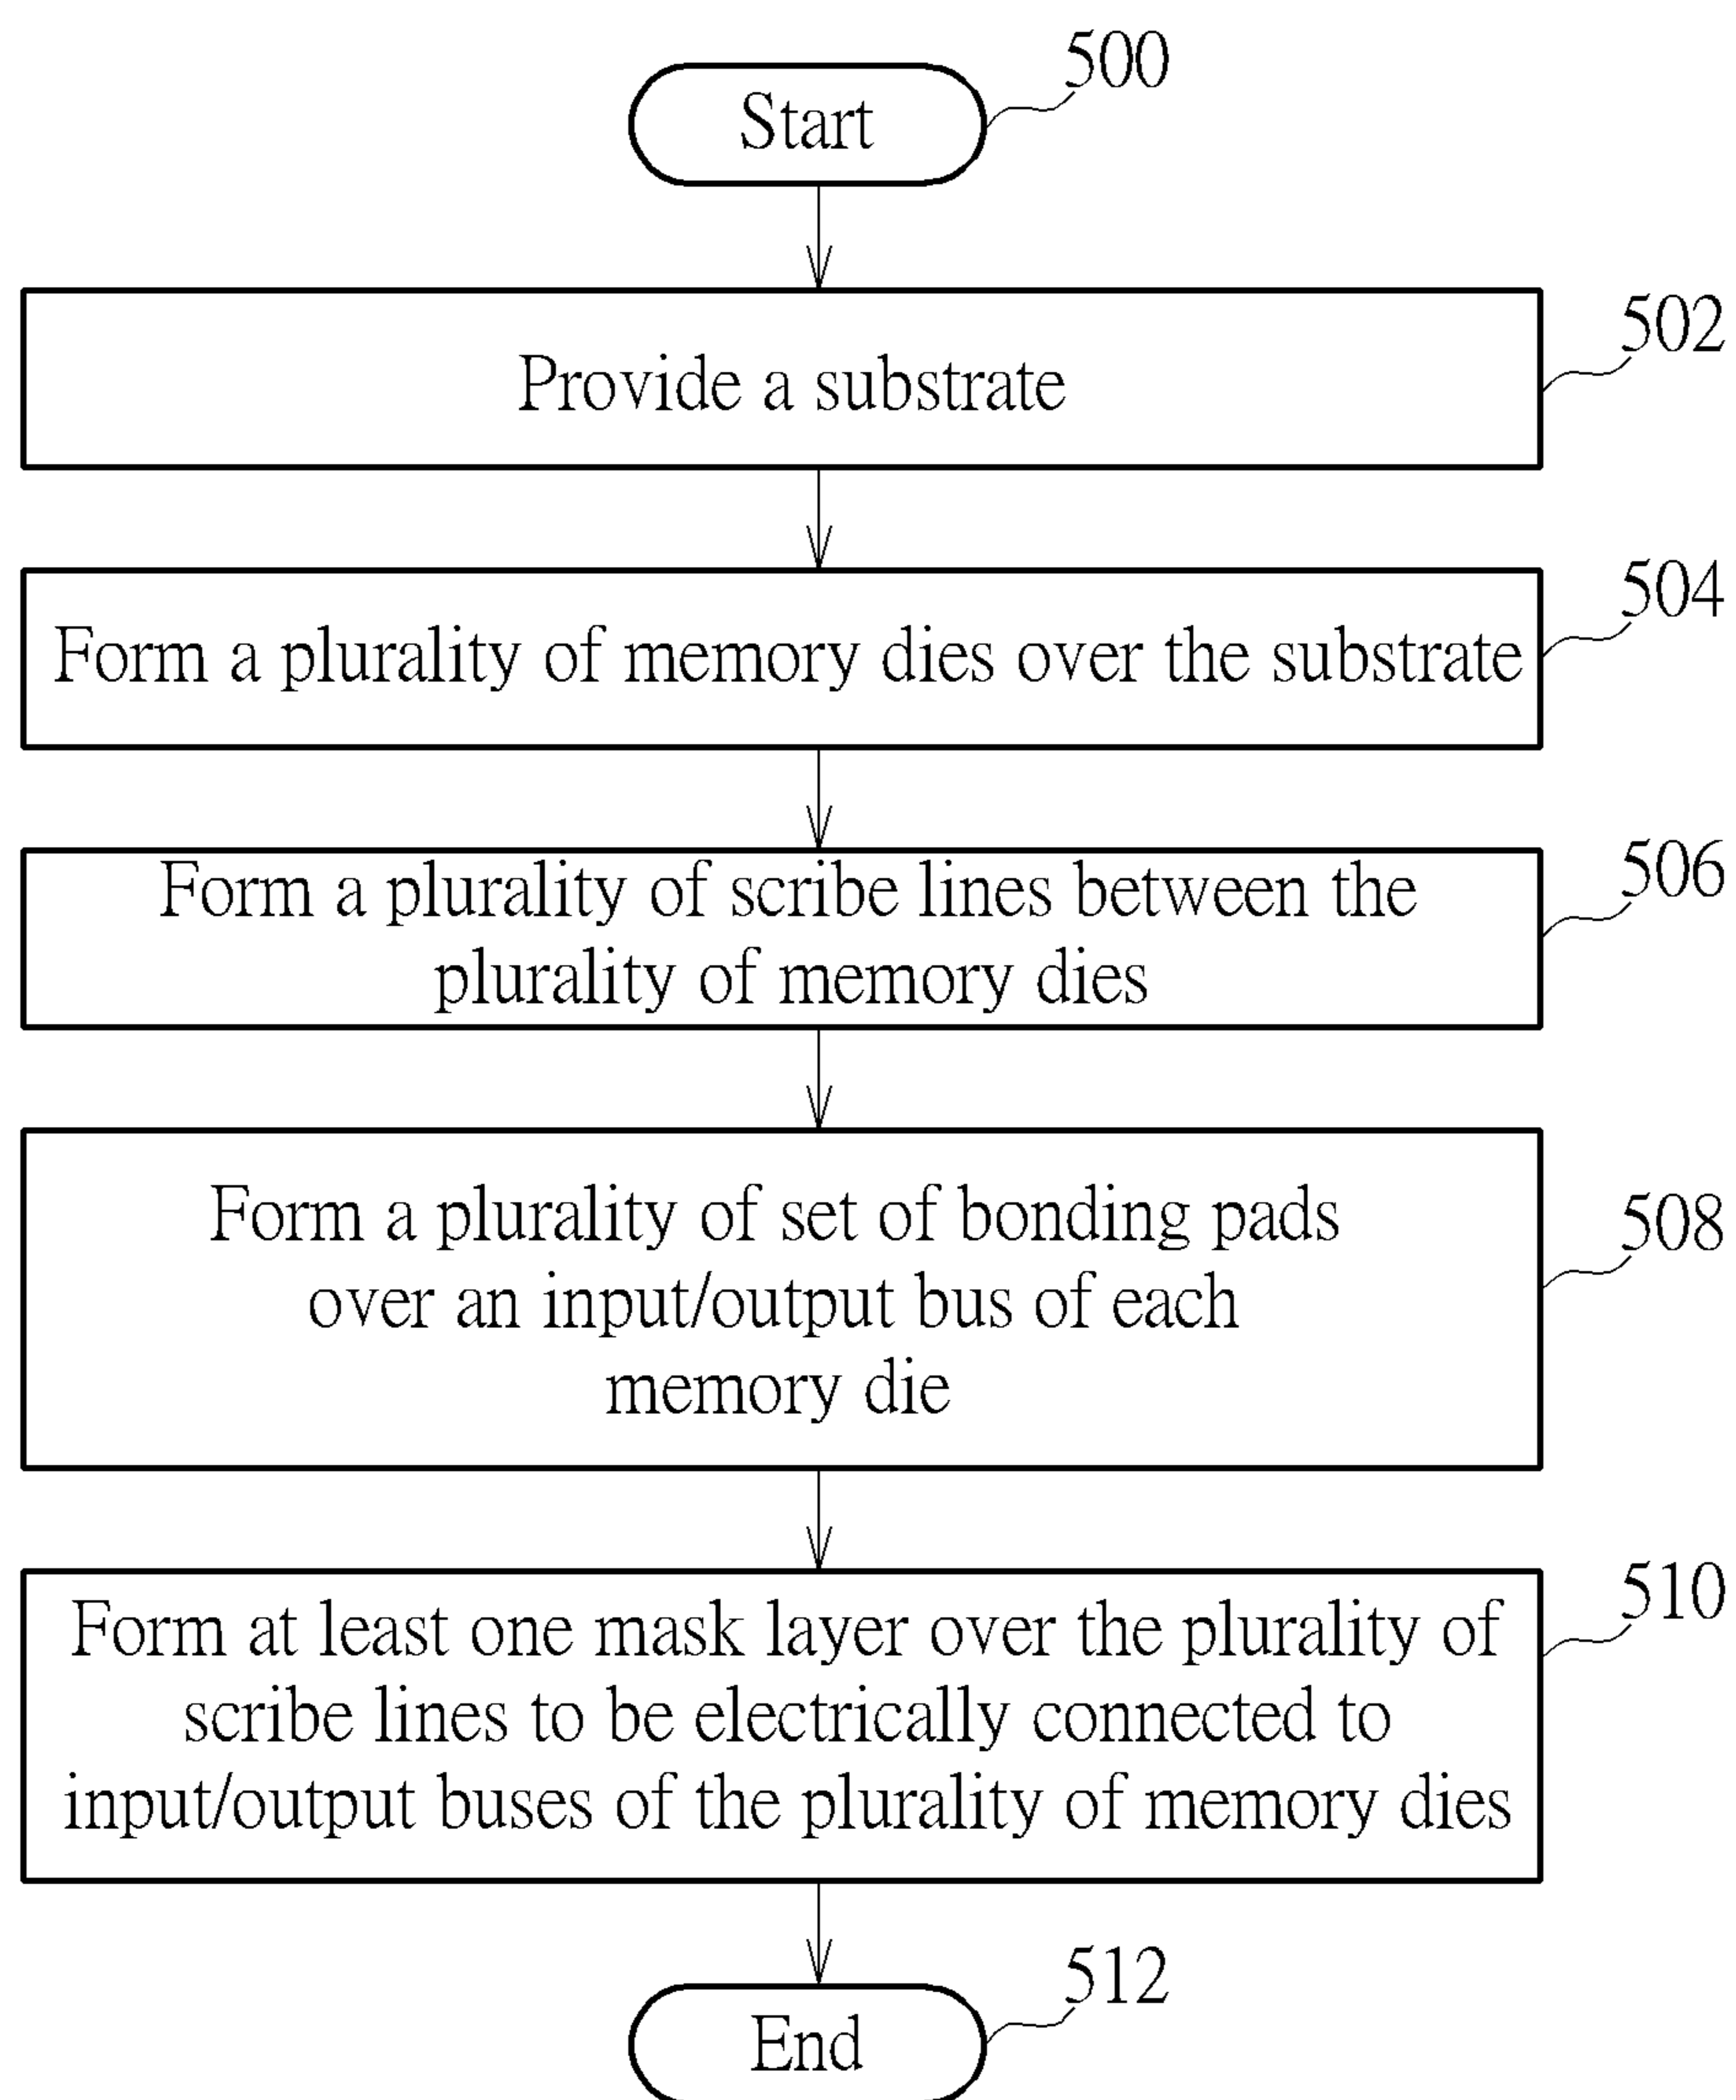 500
Start
502
Provide a substrate
504
Form a plurality of memory dies over the substrate
506
Form a plurality of scribe lines between the
plurality of memory dies
508
Form a plurality of set of bonding pads
over an input/output bus of each
memory die
510
Form at least one mask layer over the plurality of
scribe lines to be electrically connected to
input/output buses of the plurality of memory dies
512
End